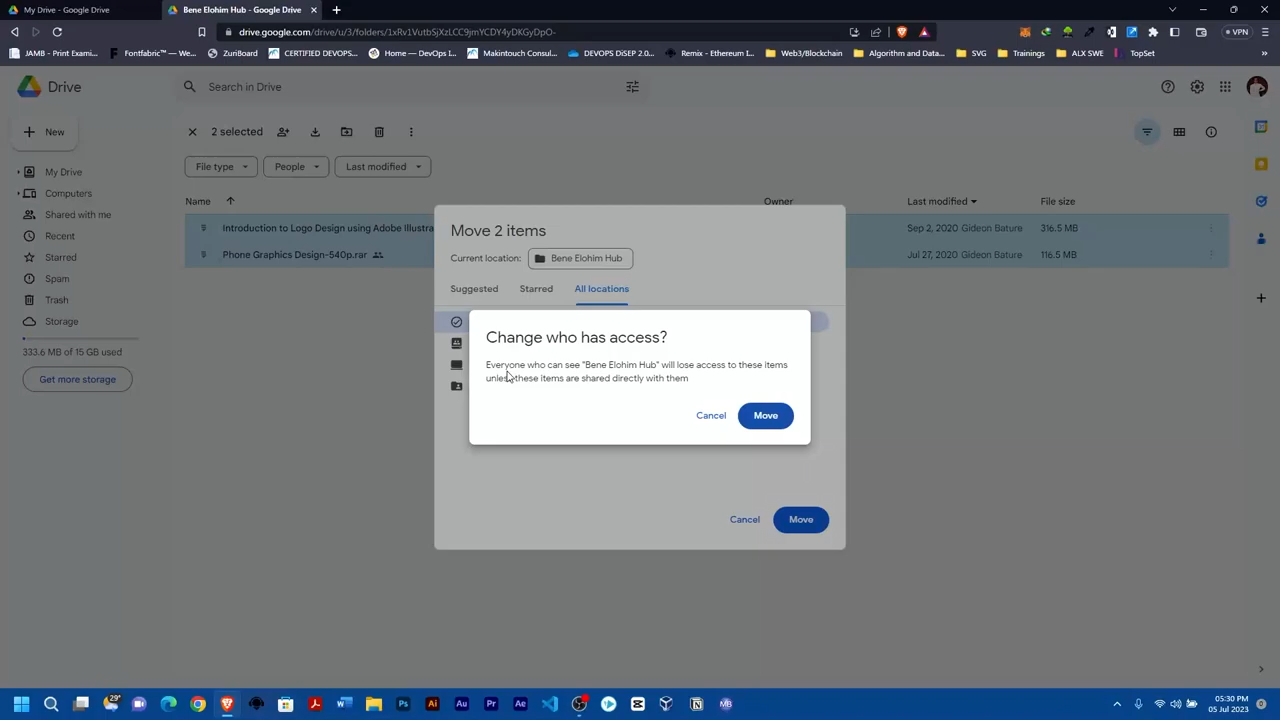 My Drive - Google Drive
Bene Elohim Hub - Google Drive
drive.google.com/drive/u/3/folders/1xRv1VutbSjXzLCC9jmYCDY4yDKGyDpO-
VPN
JAMB - Print Exami...
Fontfabric™ — We...
ZuniBoard
CERTIFIED DEVOPS...
Home — DevOps I...
Makintouch Consul...
DEVOPS DISEP 2.0...
Remix - Ethereum I...
Web3/Blockchain
Algorithm and Data...
SVG
Trainings
ALX SWE
TopSet
Drive
Search in Drive
New
2 selected
File type
People
Last modified
My Drive
Computers
Shared with me
Recent
Starred
Spam
Trash
Storage
333.6 MB of 15 GB used
Get more storage
Name
Owner
Last modified
File size
Introduction to Logo Design using Adobe Illustra
Sep 2, 2020 Gideon Bature
316.5 MB
Phone Graphics Design-540p.rar
Jul 27, 2020 Gideon Bature
116.5 MB
Move 2 items
Current location:
Bene Elohim Hub
Suggested
Starred
All locations
Change who has access?
Everyone who can see "Bene Elohim Hub" will lose access to these items
unless these items are shared directly with them
Cancel
Move
Cancel
Move
29°
05:30 PM
05 Jul 2023